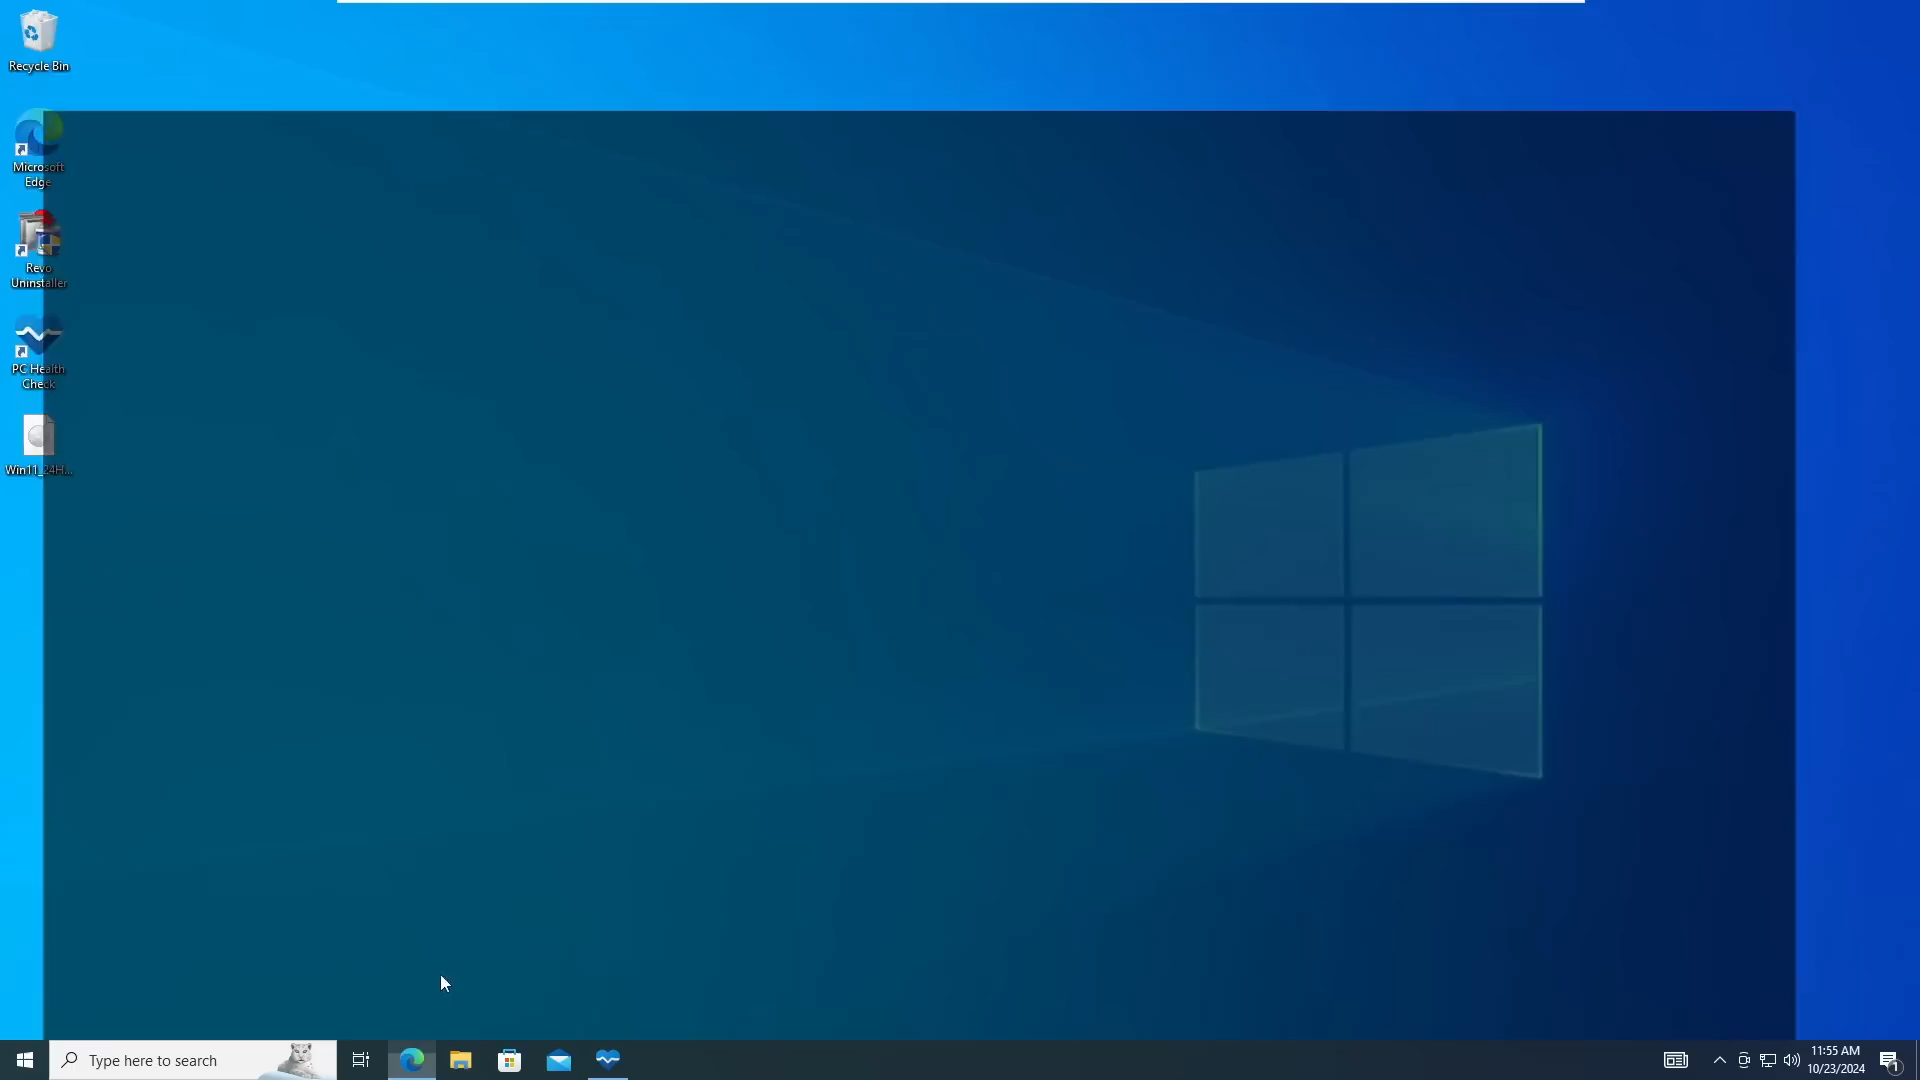 Recycle Bin
Microsoft
Edge
Revo
Uninstaller
PC Health
Check
Win11_24H...
Type here to search
11:55 AM
10/23/2024
1